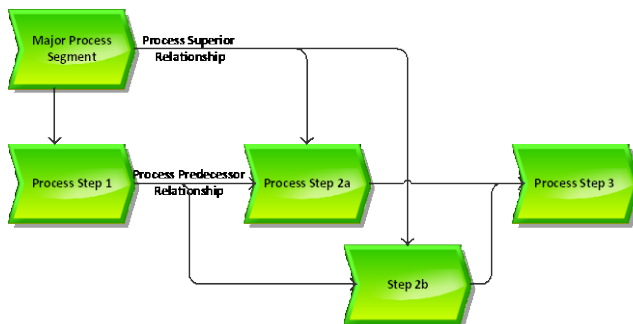 Major Process
Segment
Process Superior
Relationship
Process Step 1
Process Predecessor
Relationship
Process Step 2a
Process Step 3
Step 2b